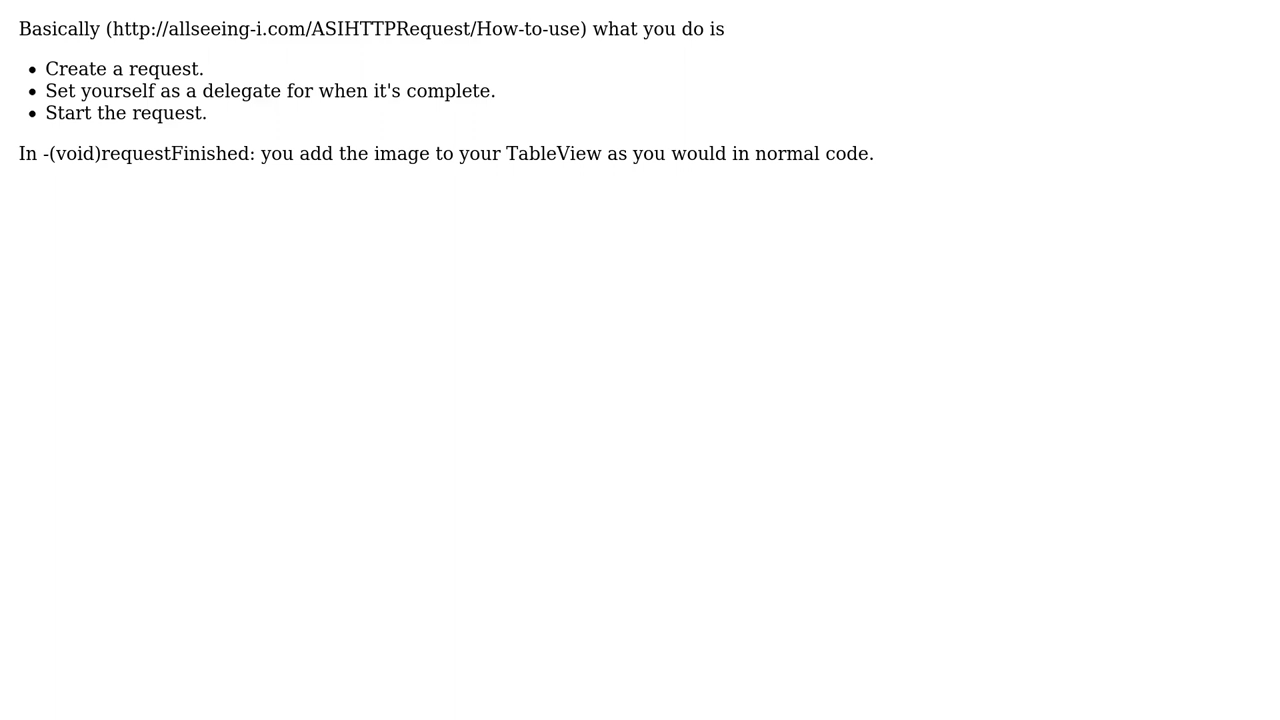 Basically (http://allseeing-i.com/ASIHTTPRequest/How-to-use) what you do is
• Create a request.
• Set yourself as a delegate for when it's complete.
• Start the request.
In -(void)requestFinished: you add the image to your TableView as you would in normal code.